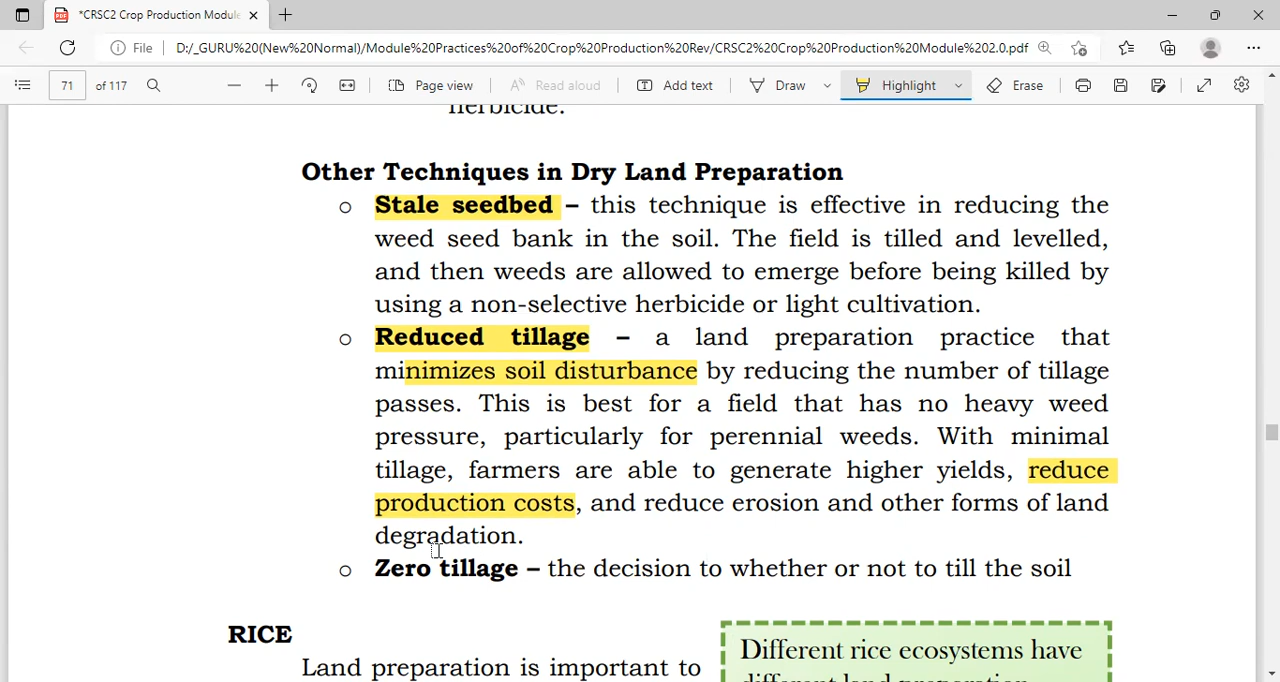 *CRSC2 Crop Production Module
File
D:/_GURU%20(New%20Normal)/Module%20Practices%20of%20Crop%20Production%20Rev/CRSC2%20Crop%20Production%20Module%202.0.pdf
71 of 117
Page view
Read aloud
Add text
Draw
Highlight
Erase
herbicide.
Other Techniques in Dry Land Preparation
o Stale seedbed – this technique is effective in reducing the
weed seed bank in the soil. The field is tilled and levelled,
and then weeds are allowed to emerge before being killed by
using a non-selective herbicide or light cultivation.
o Reduced tillage – a land preparation practice that
minimizes soil disturbance by reducing the number of tillage
passes. This is best for a field that has no heavy weed
pressure, particularly for perennial weeds. With minimal
tillage, farmers are able to generate higher yields, reduce
production costs, and reduce erosion and other forms of land
degradation.
o Zero tillage – the decision to whether or not to till the soil
RICE
Land preparation is important to
Different rice ecosystems have
different land preparation